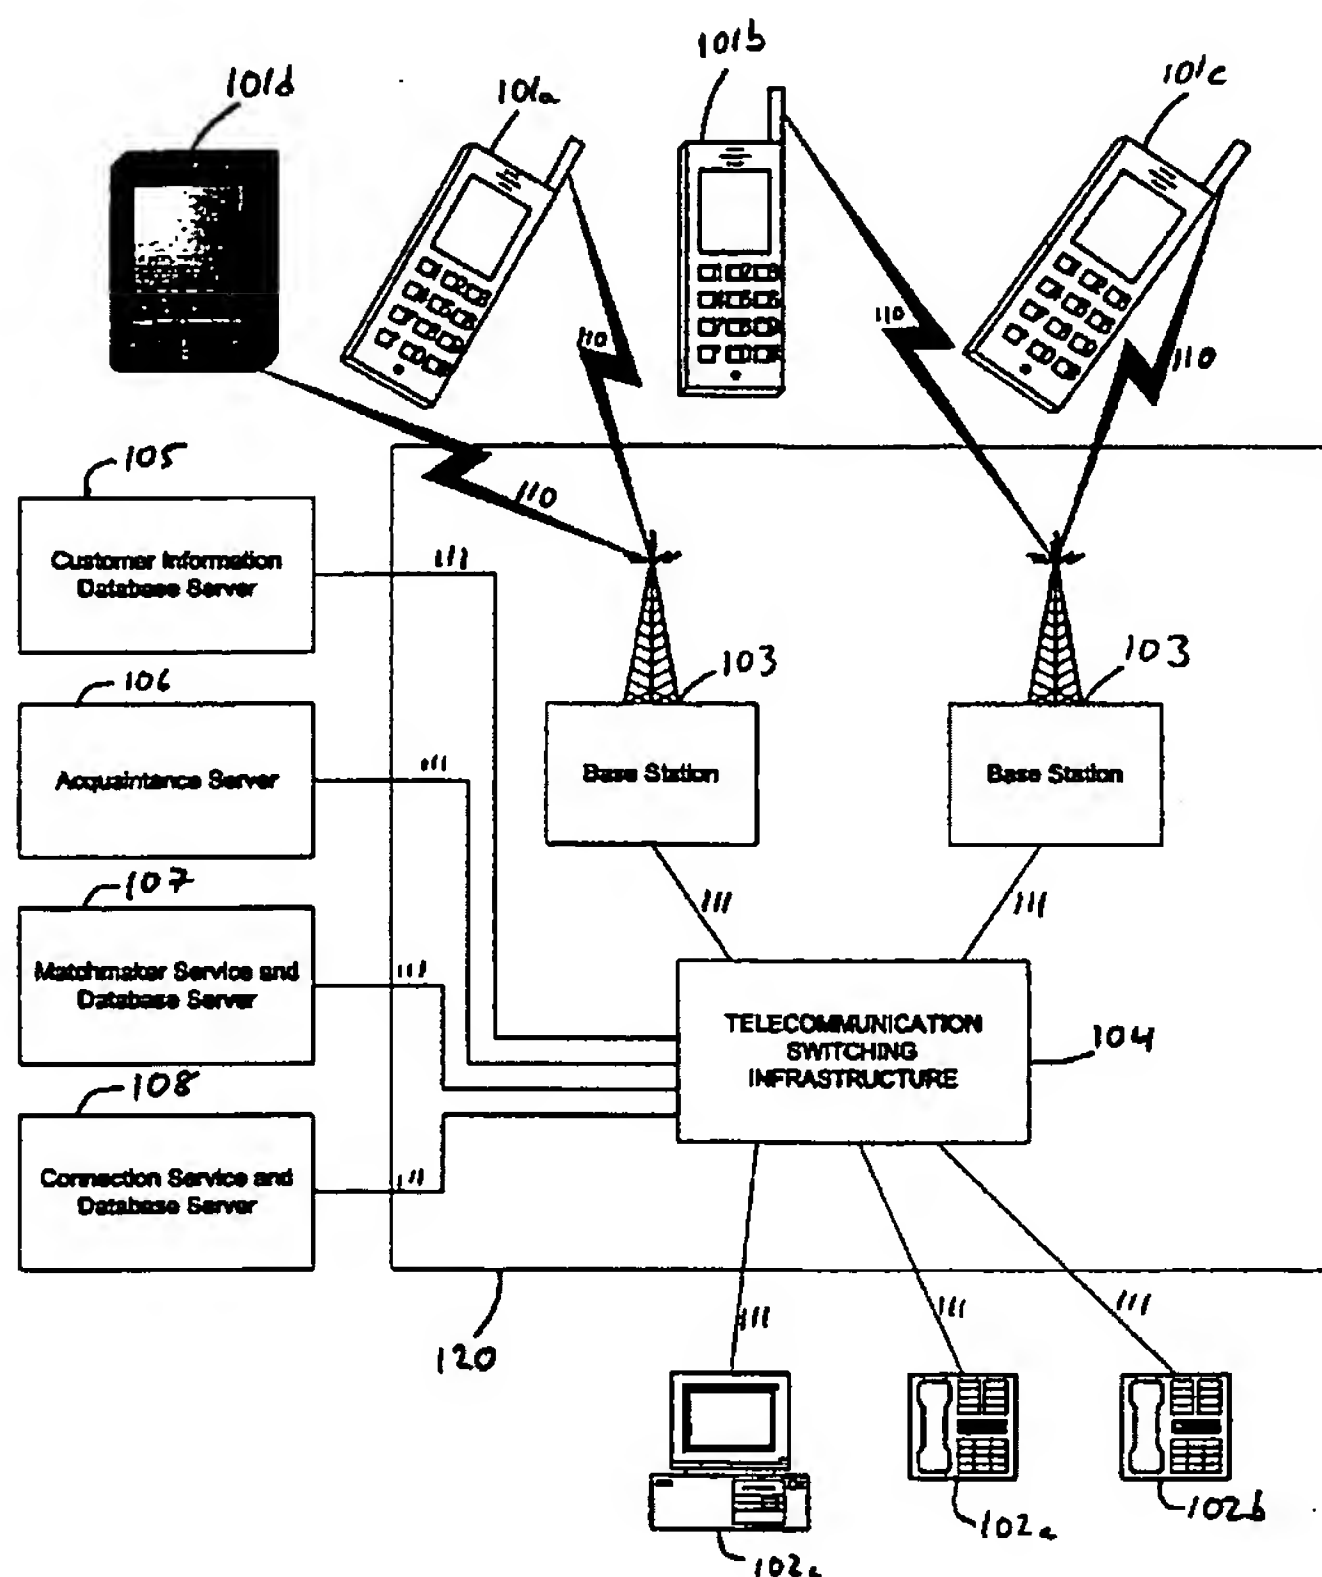 101b
101d
101a
101c
110
110
110
105
110
Customer Information
Database Server
111
106
103
103
Acquaintance Server
111
Base Station
Base Station
107
111
111
Matchmaker Service and
Database Server
111
TELECOMMUNICATION
SWITCHING
INFRASTRUCTURE
104
108
Connection Service and
Database Server
111
111
111
111
120
102a
102b
102c